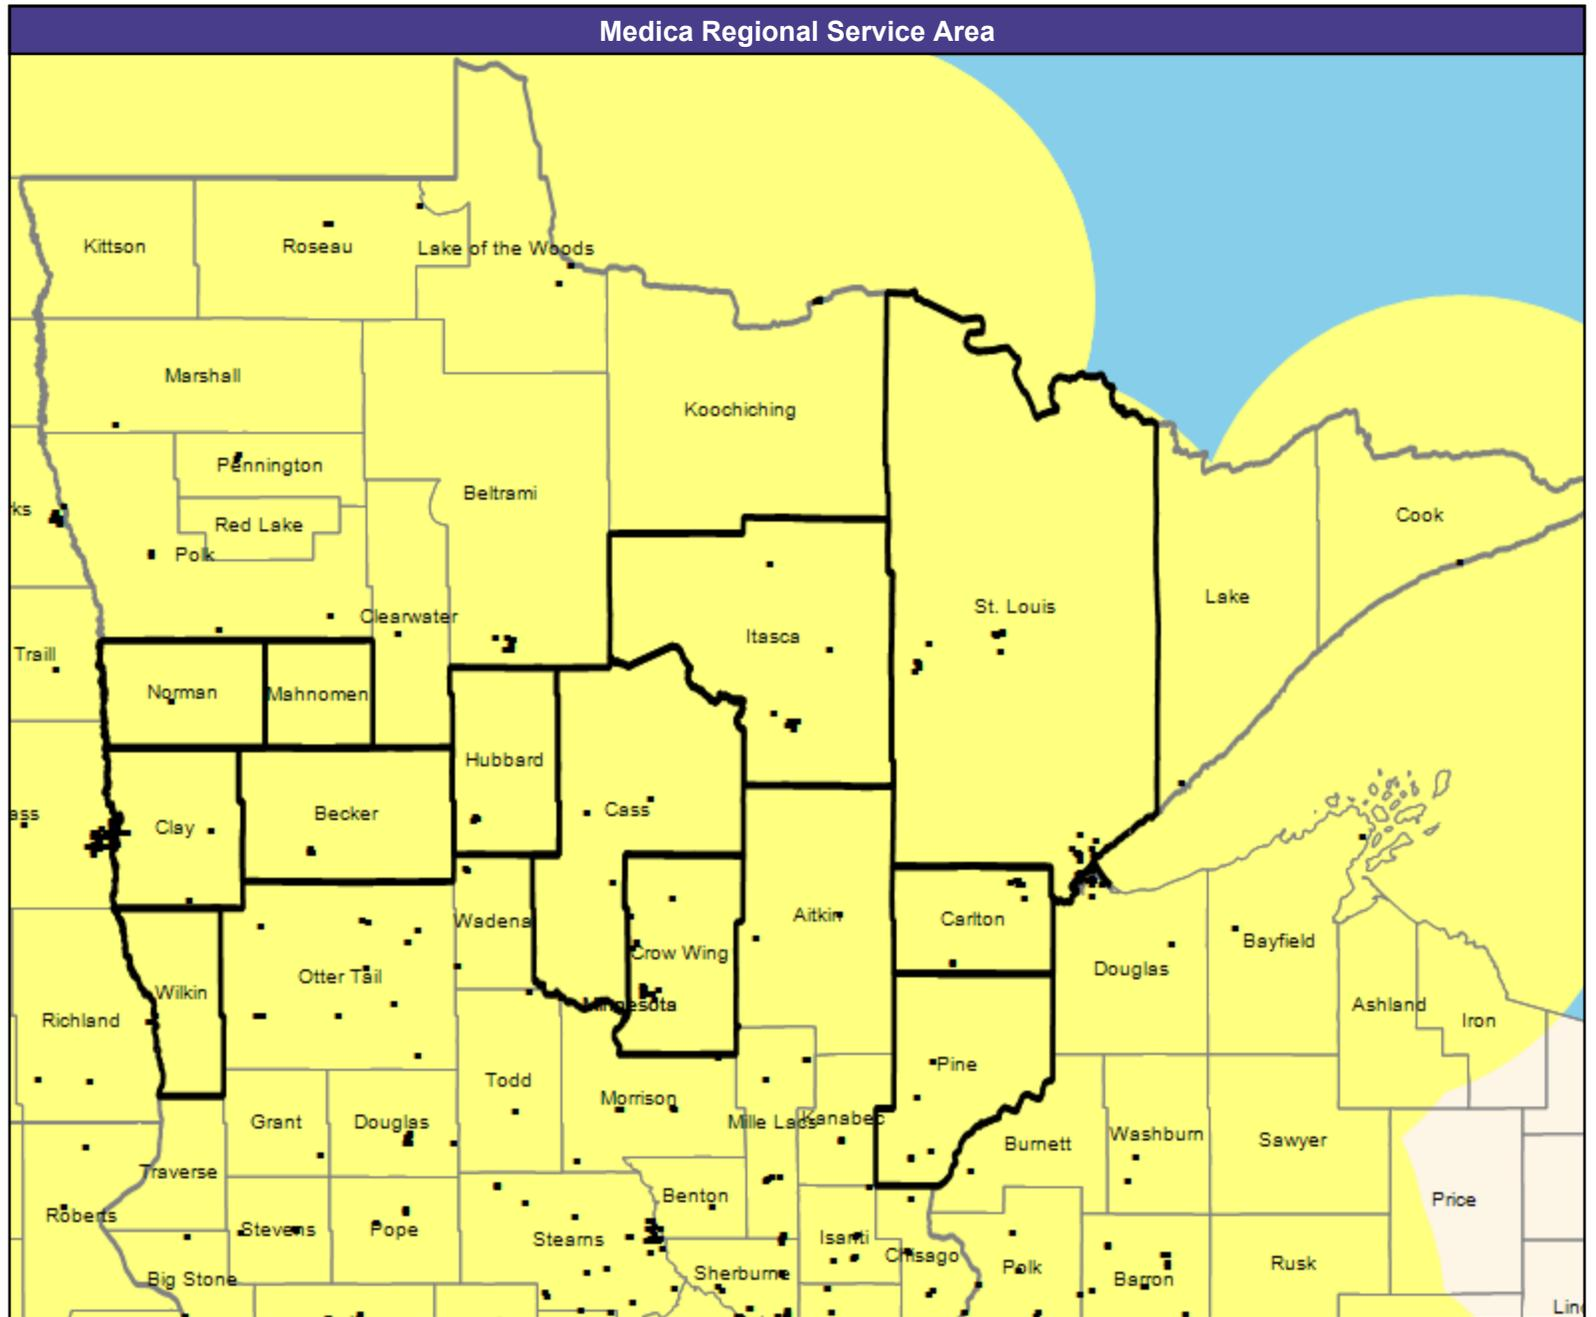 Medica Regional Service Area
Kittson
Roseau
Lake of the Woods
Marshall
Koochiching
Pennington
Beltrami
ks
Red Lake
Cook
Polk
Clearwater
Lake
St. Louis
Itasca
Traill
Norman
Mahnomen
Hubbard
Becker
Cass
ass
Clay
Aitkin
Carlton
Wadena
Crow Wing
Bayfield
Douglas
Otter Tail
Wilkin
Minnesota
Ashland
Richland
Iron
Pine
Todd
Morrison
Grant
Douglas
Mille Lacs
Kanabec
Burnett
Washburn
Sawyer
Traverse
Benton
Price
Roberts
Stevens
Pope
Stearns
Isanti
Chisago
Polk
Rusk
Sherburne
Barron
Big Stone
Lin